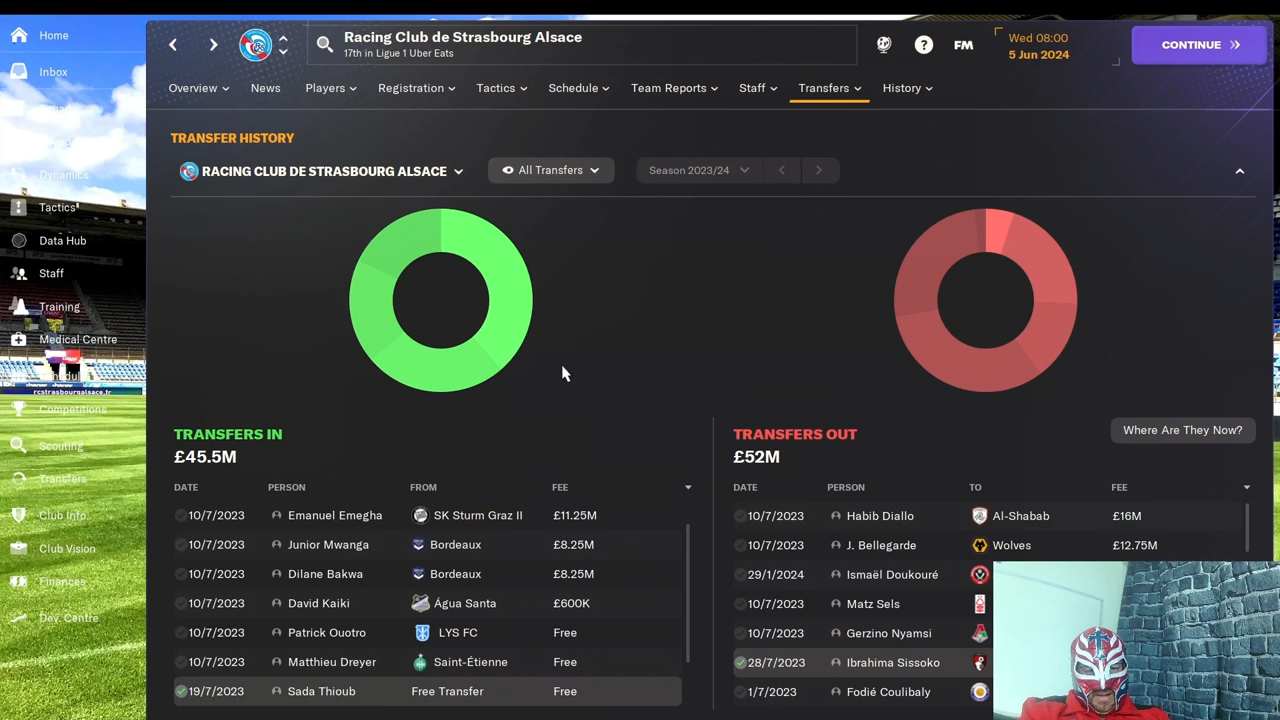 Home
Inbox
Dynamics
Tactics
Data Hub
Staff
Training
Medical Centre
rcstrasbourgalsace.fr
Competitions
Scouting
Transfers
Club Info
Club Vision
Finances
Dev. Centre
Racing Club de Strasbourg Alsace
17th in Ligue 1 Uber Eats
?
FM
Wed 08:00
5 Jun 2024
CONTINUE
Overview
News
Players
Registration
Tactics
Schedule
Team Reports
Staff
Transfers
History
TRANSFER HISTORY
RACING CLUB DE STRASBOURG ALSACE
All Transfers
Season 2023/24
TRANSFERS IN
£45.5M
DATE PERSON FROM FEE
10/7/2023 Emanuel Emegha SK Sturm Graz II £11.25M
10/7/2023 Junior Mwanga Bordeaux £8.25M
10/7/2023 Dilane Bakwa Bordeaux £8.25M
10/7/2023 David Kaiki Água Santa £600K
10/7/2023 Patrick Ouotro LYS FC Free
10/7/2023 Matthieu Dreyer Saint-Étienne Free
19/7/2023 Sada Thioub Free Transfer Free
TRANSFERS OUT
£52M
Where Are They Now?
DATE PERSON TO FEE
10/7/2023 Habib Diallo Al-Shabab £16M
10/7/2023 J. Bellegarde Wolves £12.75M
29/1/2024 Ismaël Doukouré
10/7/2023 Matz Sels
10/7/2023 Gerzino Nyamsi
28/7/2023 Ibrahima Sissoko
1/7/2023 Fodié Coulibaly